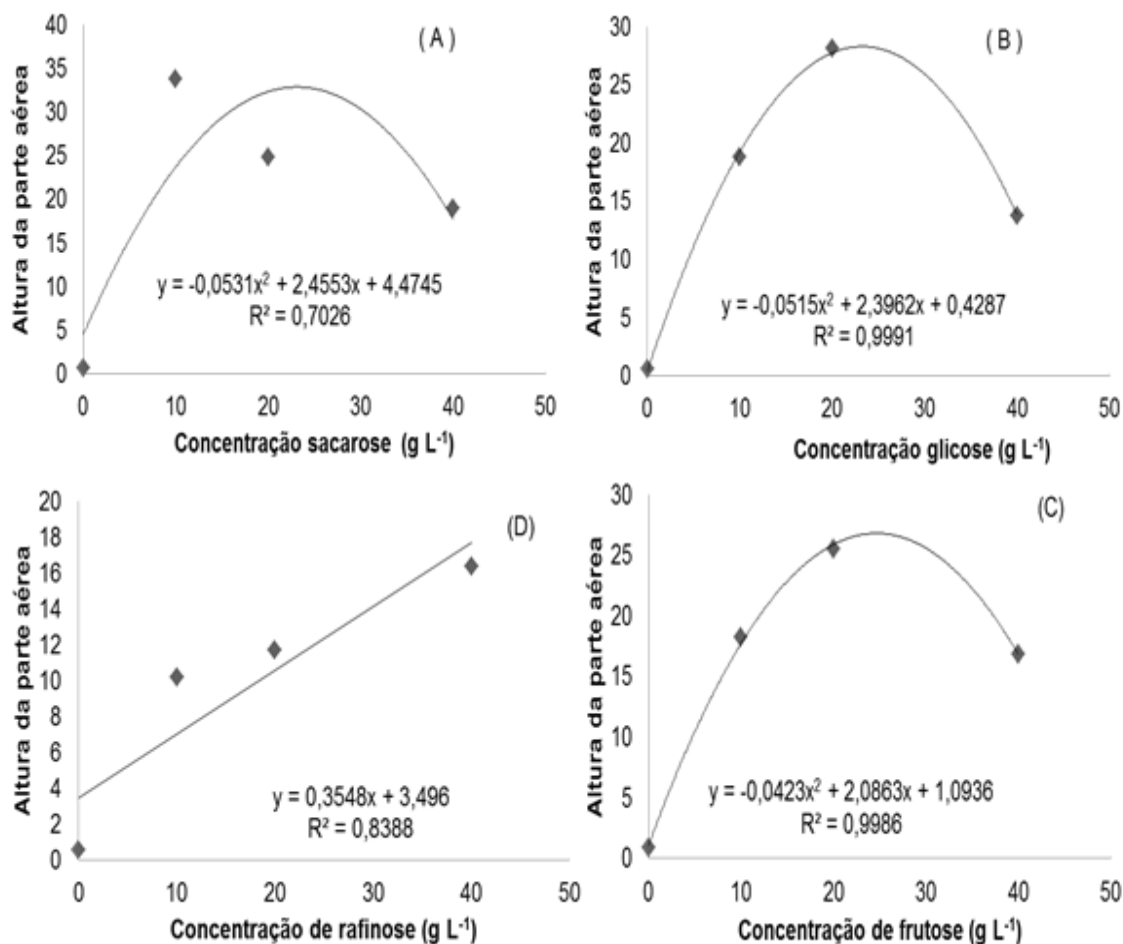 ( A )
Altura da parte aérea
40
35
30
25
20
15
10
5
0
y = -0,0531x² + 2,4553x + 4,4745
R² = 0,7026
0 10 20 30 40 50
Concentração sacarose (g L⁻¹)
( B )
Altura da parte aérea
30
25
20
15
10
5
0
y = -0,0515x² + 2,3962x + 0,4287
R² = 0,9991
0 10 20 30 40 50
Concentração glicose (g L⁻¹)
(D)
Altura da parte aérea
20
18
16
14
12
10
8
6
4
2
0
y = 0,3548x + 3,496
R² = 0,8388
0 10 20 30 40 50
Concentração de rafinose (g L⁻¹)
(C)
Altura da parte aérea
30
25
20
15
10
5
0
y = -0,0423x² + 2,0863x + 1,0936
R² = 0,9986
0 10 20 30 40 50
Concentração de frutose (g L⁻¹)